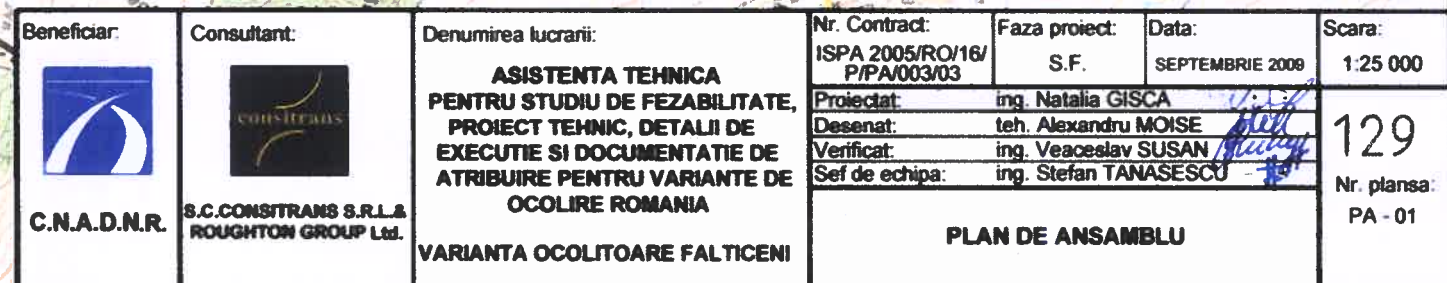 Beneficiar:
C.N.A.D.N.R.
Consultant:
consitrans
S.C.CONSITRANS S.R.L.&
ROUGHTON GROUP Ltd.
Denumirea lucrarii:
ASISTENTA TEHNICA
PENTRU STUDIU DE FEZABILITATE,
PROIECT TEHNIC, DETALII DE
EXECUTIE SI DOCUMENTATIE DE
ATRIBUIRE PENTRU VARIANTE DE
OCOLIRE ROMANIA
VARIANTA OCOLITOARE FALTICENI
Nr. Contract:
ISPA 2005/RO/16/
P/PA/003/03
Faza proiect:
S.F.
Data:
SEPTEMBRIE 2009
Proiectat: ing. Natalia GISCA
Desenat: teh. Alexandru MOISE
Verificat: ing. Veaceslav SUSAN
Sef de echipa: ing. Stefan TANASESCU
PLAN DE ANSAMBLU
Scara:
1:25 000
129
Nr. plansa:
PA - 01